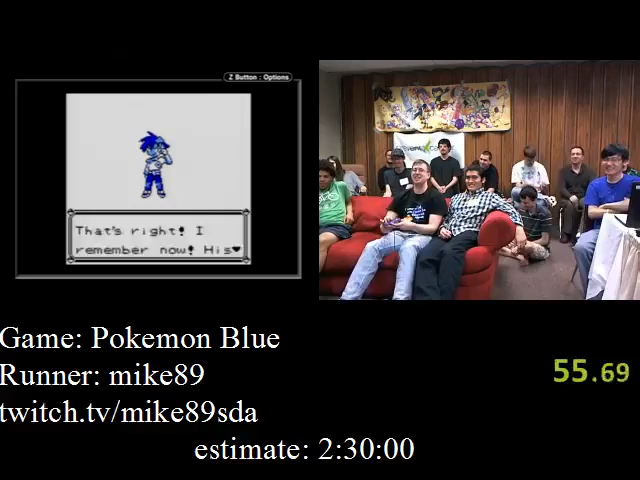 Z Button : Options
That's right! I
remember now! His
Game: Pokemon Blue
Runner: mike89
twitch.tv/mike89sda
estimate: 2:30:00
55.69